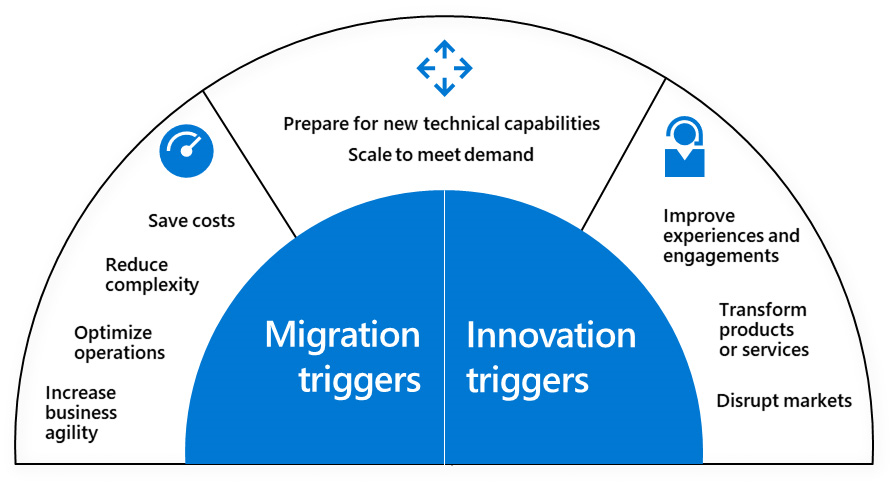 Prepare for new technical capabilities
Scale to meet demand
Save costs
Reduce
complexity
Optimize
operations
Increase
business
agility
Migration
triggers
Innovation
triggers
Improve
experiences and
engagements
Transform
products
or services
Disrupt markets